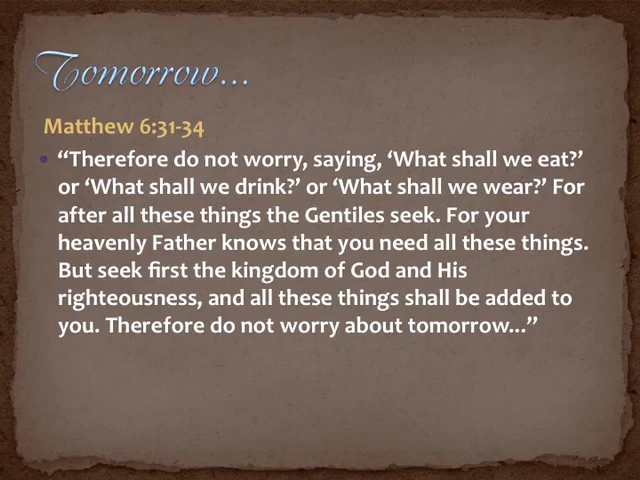 Tomorrow...
Matthew 6:31-34
• “Therefore do not worry, saying, ‘What shall we eat?’
or ‘What shall we drink?’ or ‘What shall we wear?’ For
after all these things the Gentiles seek. For your
heavenly Father knows that you need all these things.
But seek first the kingdom of God and His
righteousness, and all these things shall be added to
you. Therefore do not worry about tomorrow...”